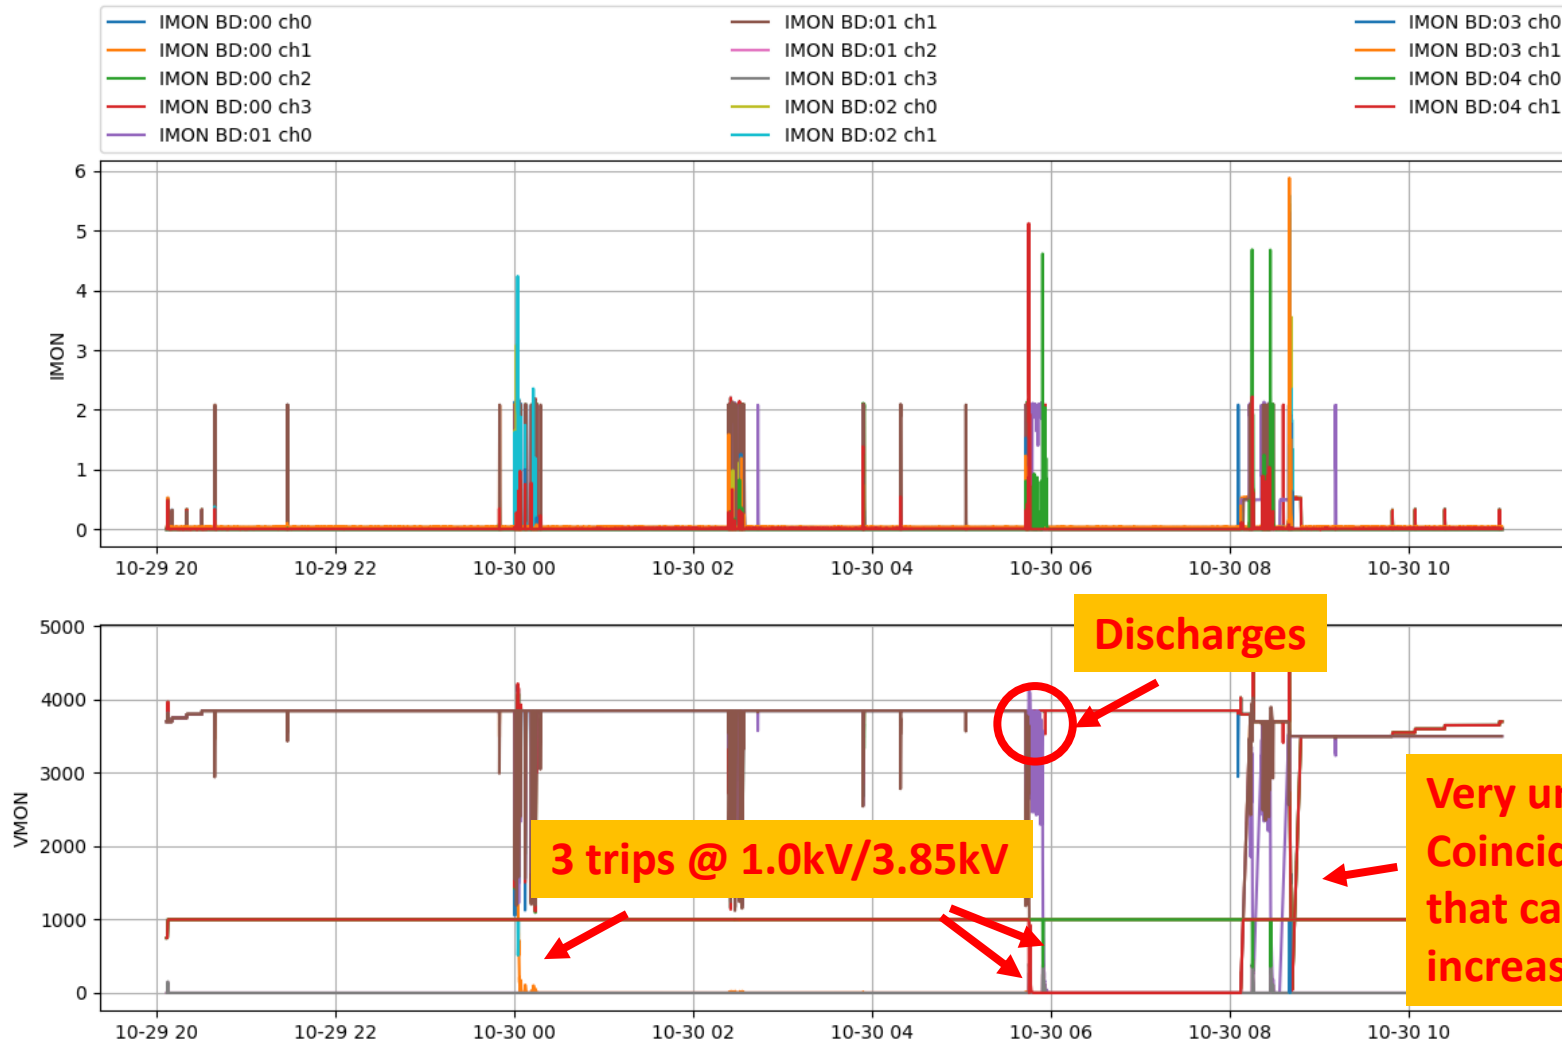 IMON BD:00 ch0
IMON BD:00 ch1
IMON BD:00 ch2
IMON BD:00 ch3
IMON BD:01 ch0
IMON BD:01 ch1
IMON BD:01 ch2
IMON BD:01 ch3
IMON BD:02 ch0
IMON BD:02 ch1
IMON BD:03 ch0
IMON BD:03 ch1
IMON BD:04 ch0
IMON BD:04 ch1
IMON
6
5
4
3
2
1
0
10-29 20
10-29 22
10-30 00
10-30 02
10-30 04
10-30 06
10-30 08
10-30 10
VMON
5000
4000
3000
2000
1000
0
Discharges
3 trips @ 1.0kV/3.85kV
Very
that
10-29 20
10-29 22
10-30 00
10-30 02
10-30 04
10-30 06
10-30 08
10-30 10